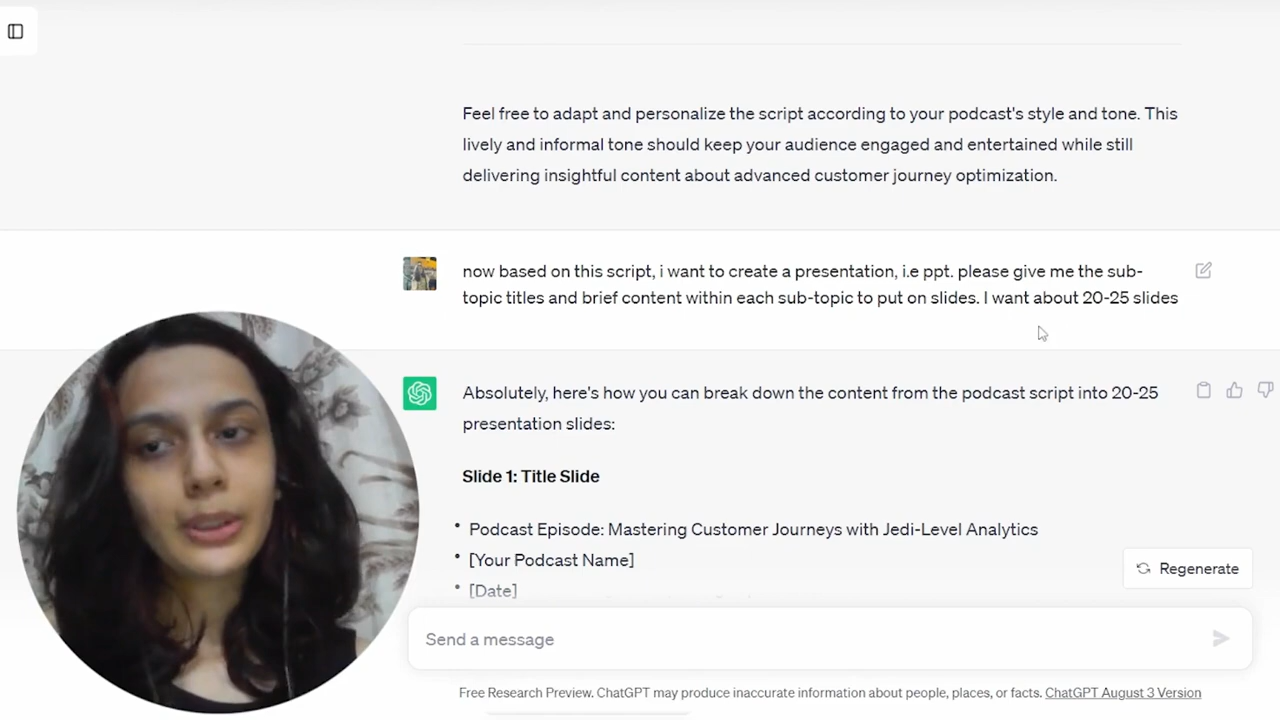 Feel free to adapt and personalize the script according to your podcast's style and tone. This
lively and informal tone should keep your audience engaged and entertained while still
delivering insightful content about advanced customer journey optimization.
now based on this script, i want to create a presentation, i.e ppt. please give me the sub-
topic titles and brief content within each sub-topic to put on slides. I want about 20-25 slides
Absolutely, here's how you can break down the content from the podcast script into 20-25
presentation slides:
Slide 1: Title Slide
• Podcast Episode: Mastering Customer Journeys with Jedi-Level Analytics
• [Your Podcast Name]
• [Date]
Regenerate
Send a message
Free Research Preview. ChatGPT may produce inaccurate information about people, places, or facts. ChatGPT August 3 Version